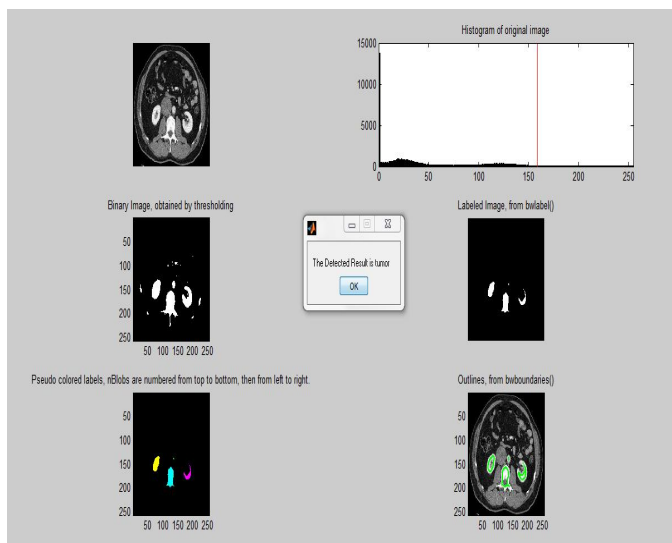 Histogram of original image
15000
10000
5000
0
0 50 100 150 200 250
Binary Image, obtained by thresholding
50
100
150
200
250
50 100 150 200 250
The Detected Result is tumor
OK
Labeled Image, from bwlabel()
Pseudo colored labels, nBlobs are numbered from top to bottom, then from left to right.
50
100
150
200
250
50 100 150 200 250
Outlines, from bwboundaries()
50
100
150
200
250
50 100 150 200 250